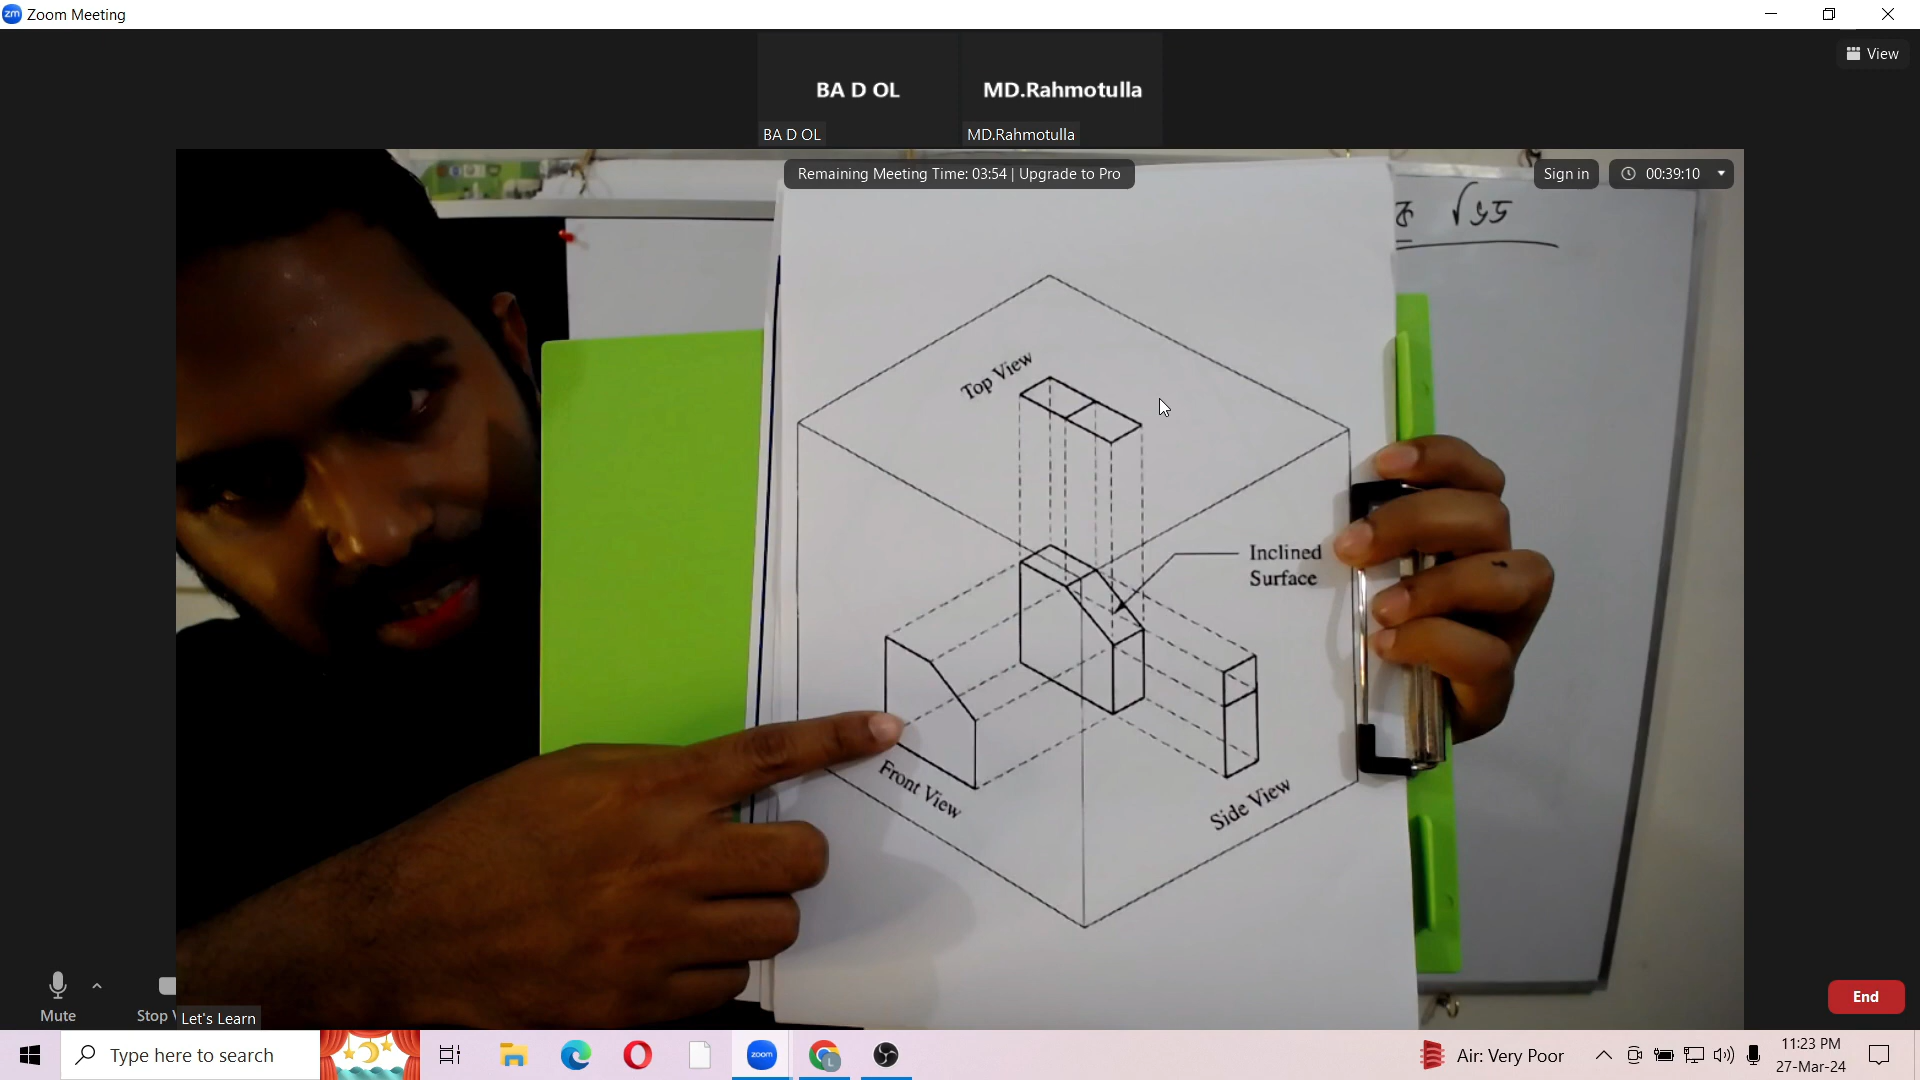 Zoom Meeting
View
BA D OL
MD.Rahmotulla
BA D OL
MD.Rahmotulla
Remaining Meeting Time: 03:54 | Upgrade to Pro
Sign in
00:39:10
Top View
Inclined
Surface
Front View
Side View
Mute
Stop V
Let's Learn
End
Type here to search
zoom
L
Air: Very Poor
11:23 PM
27-Mar-24